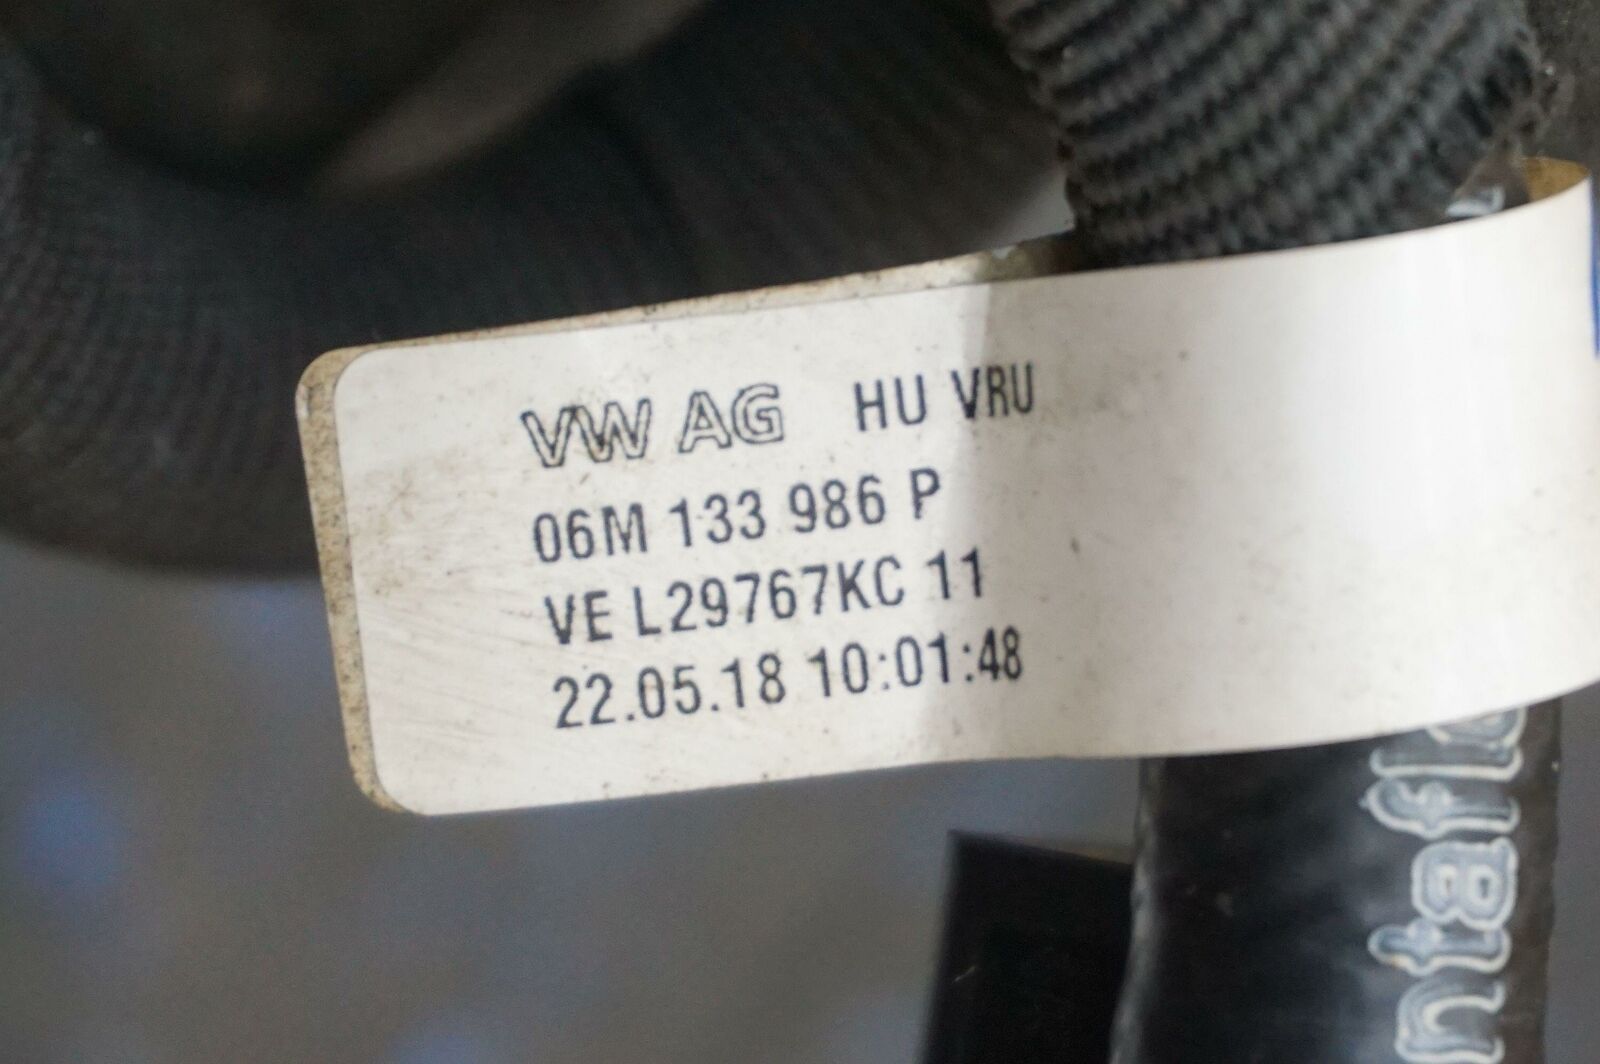 VW AG HU VRU
06M 133 986 P
VE L29767KC 11
22.05.18 10:01:48